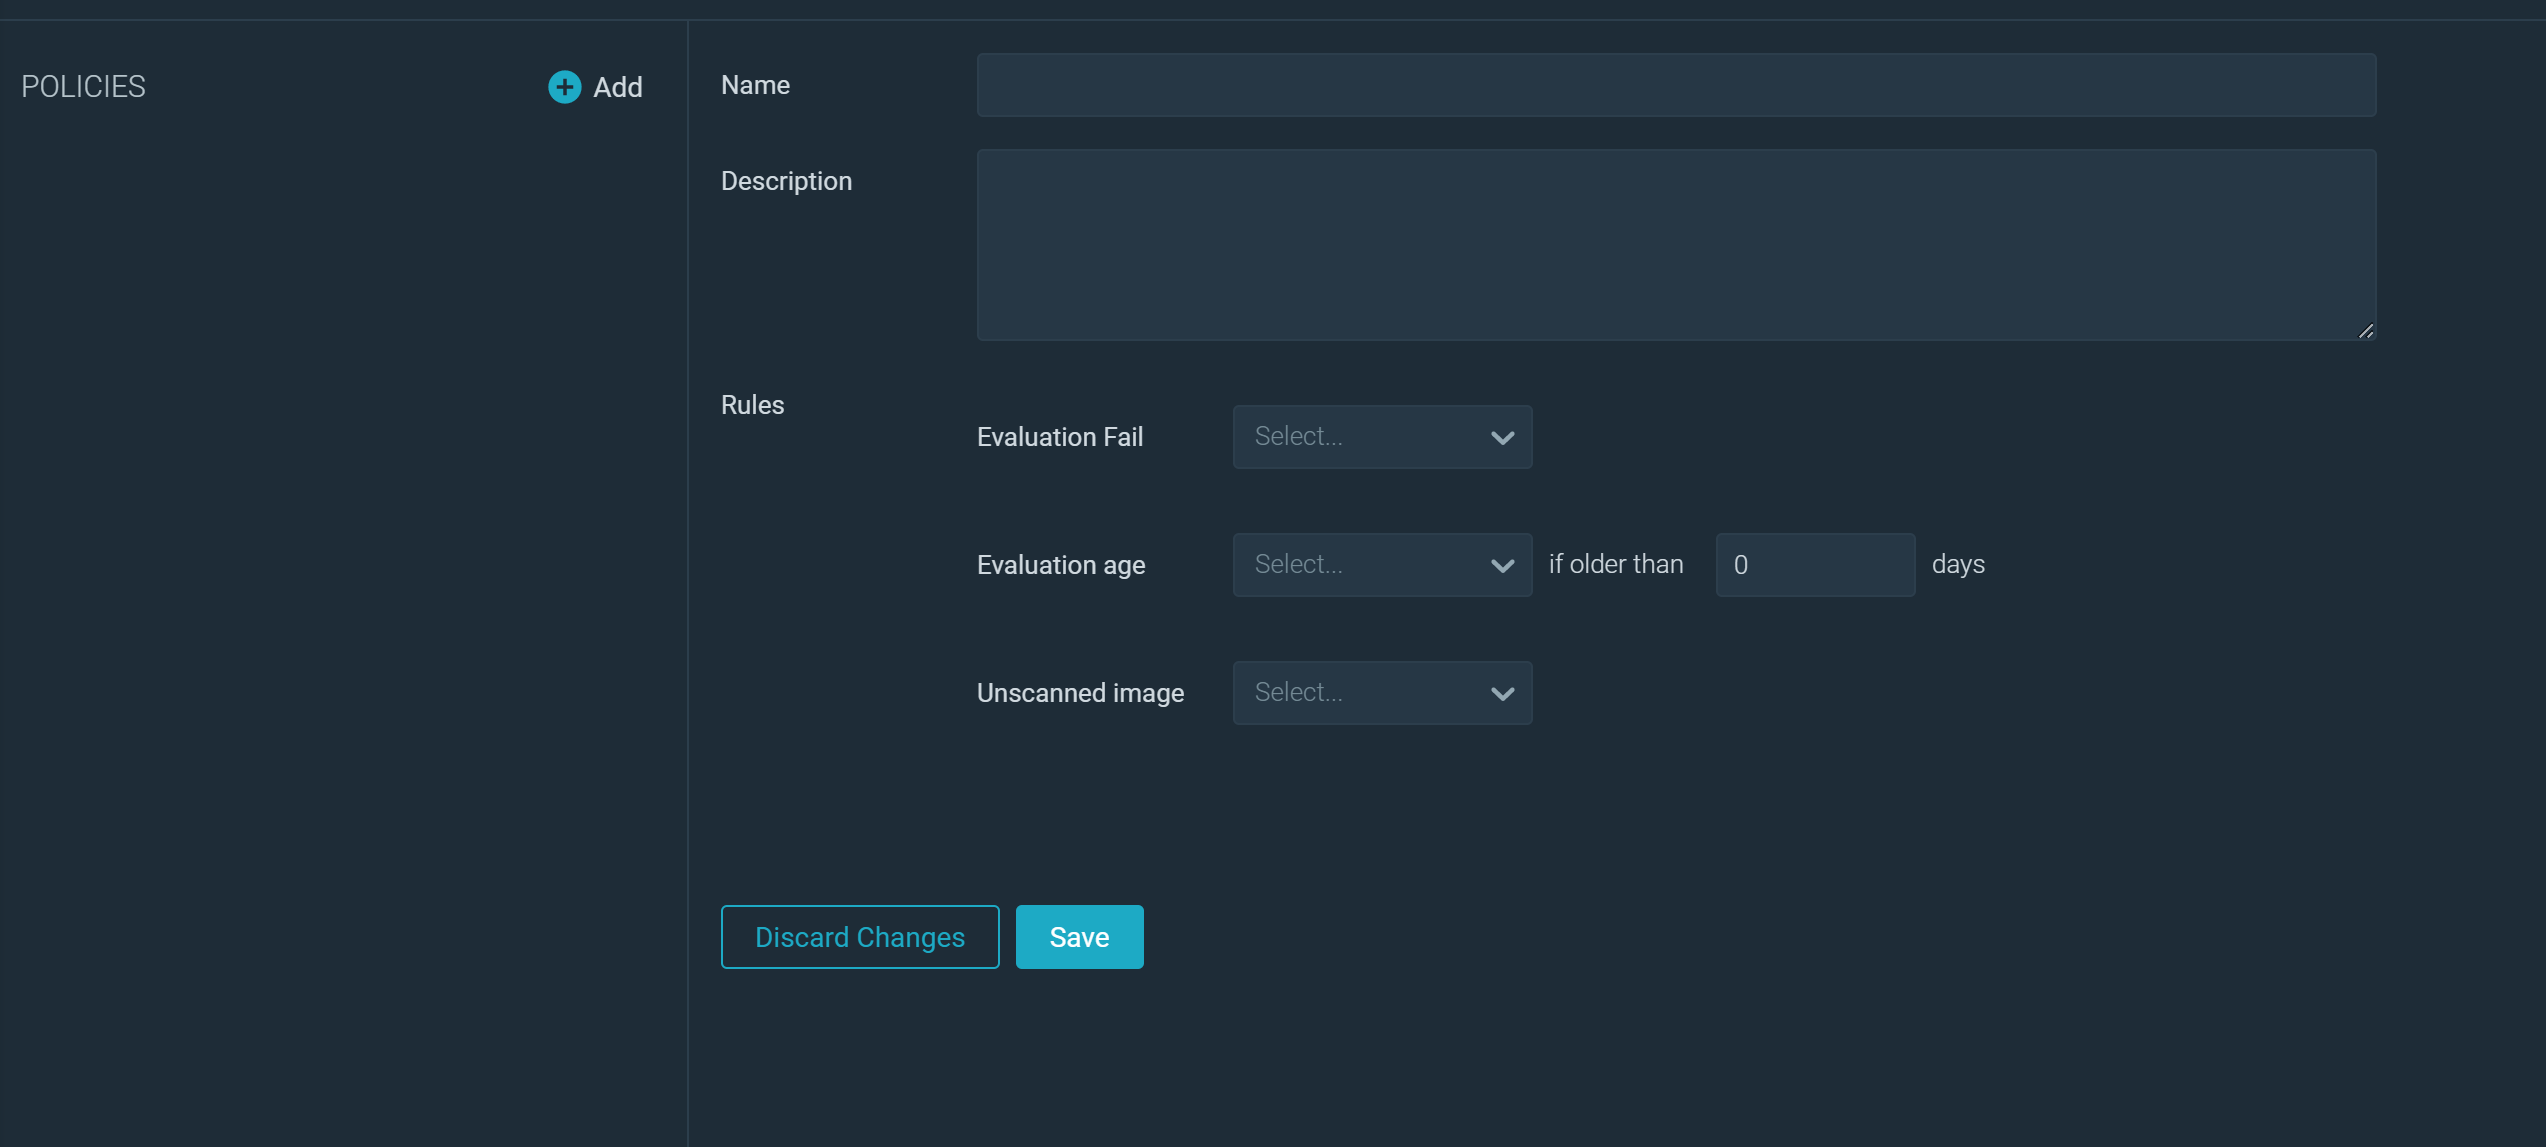 POLICIES
Add
Name
Description
Rules
Evaluation Fail Select...
Evaluation age Select... if older than 0 days
Unscanned image Select...
Discard Changes Save